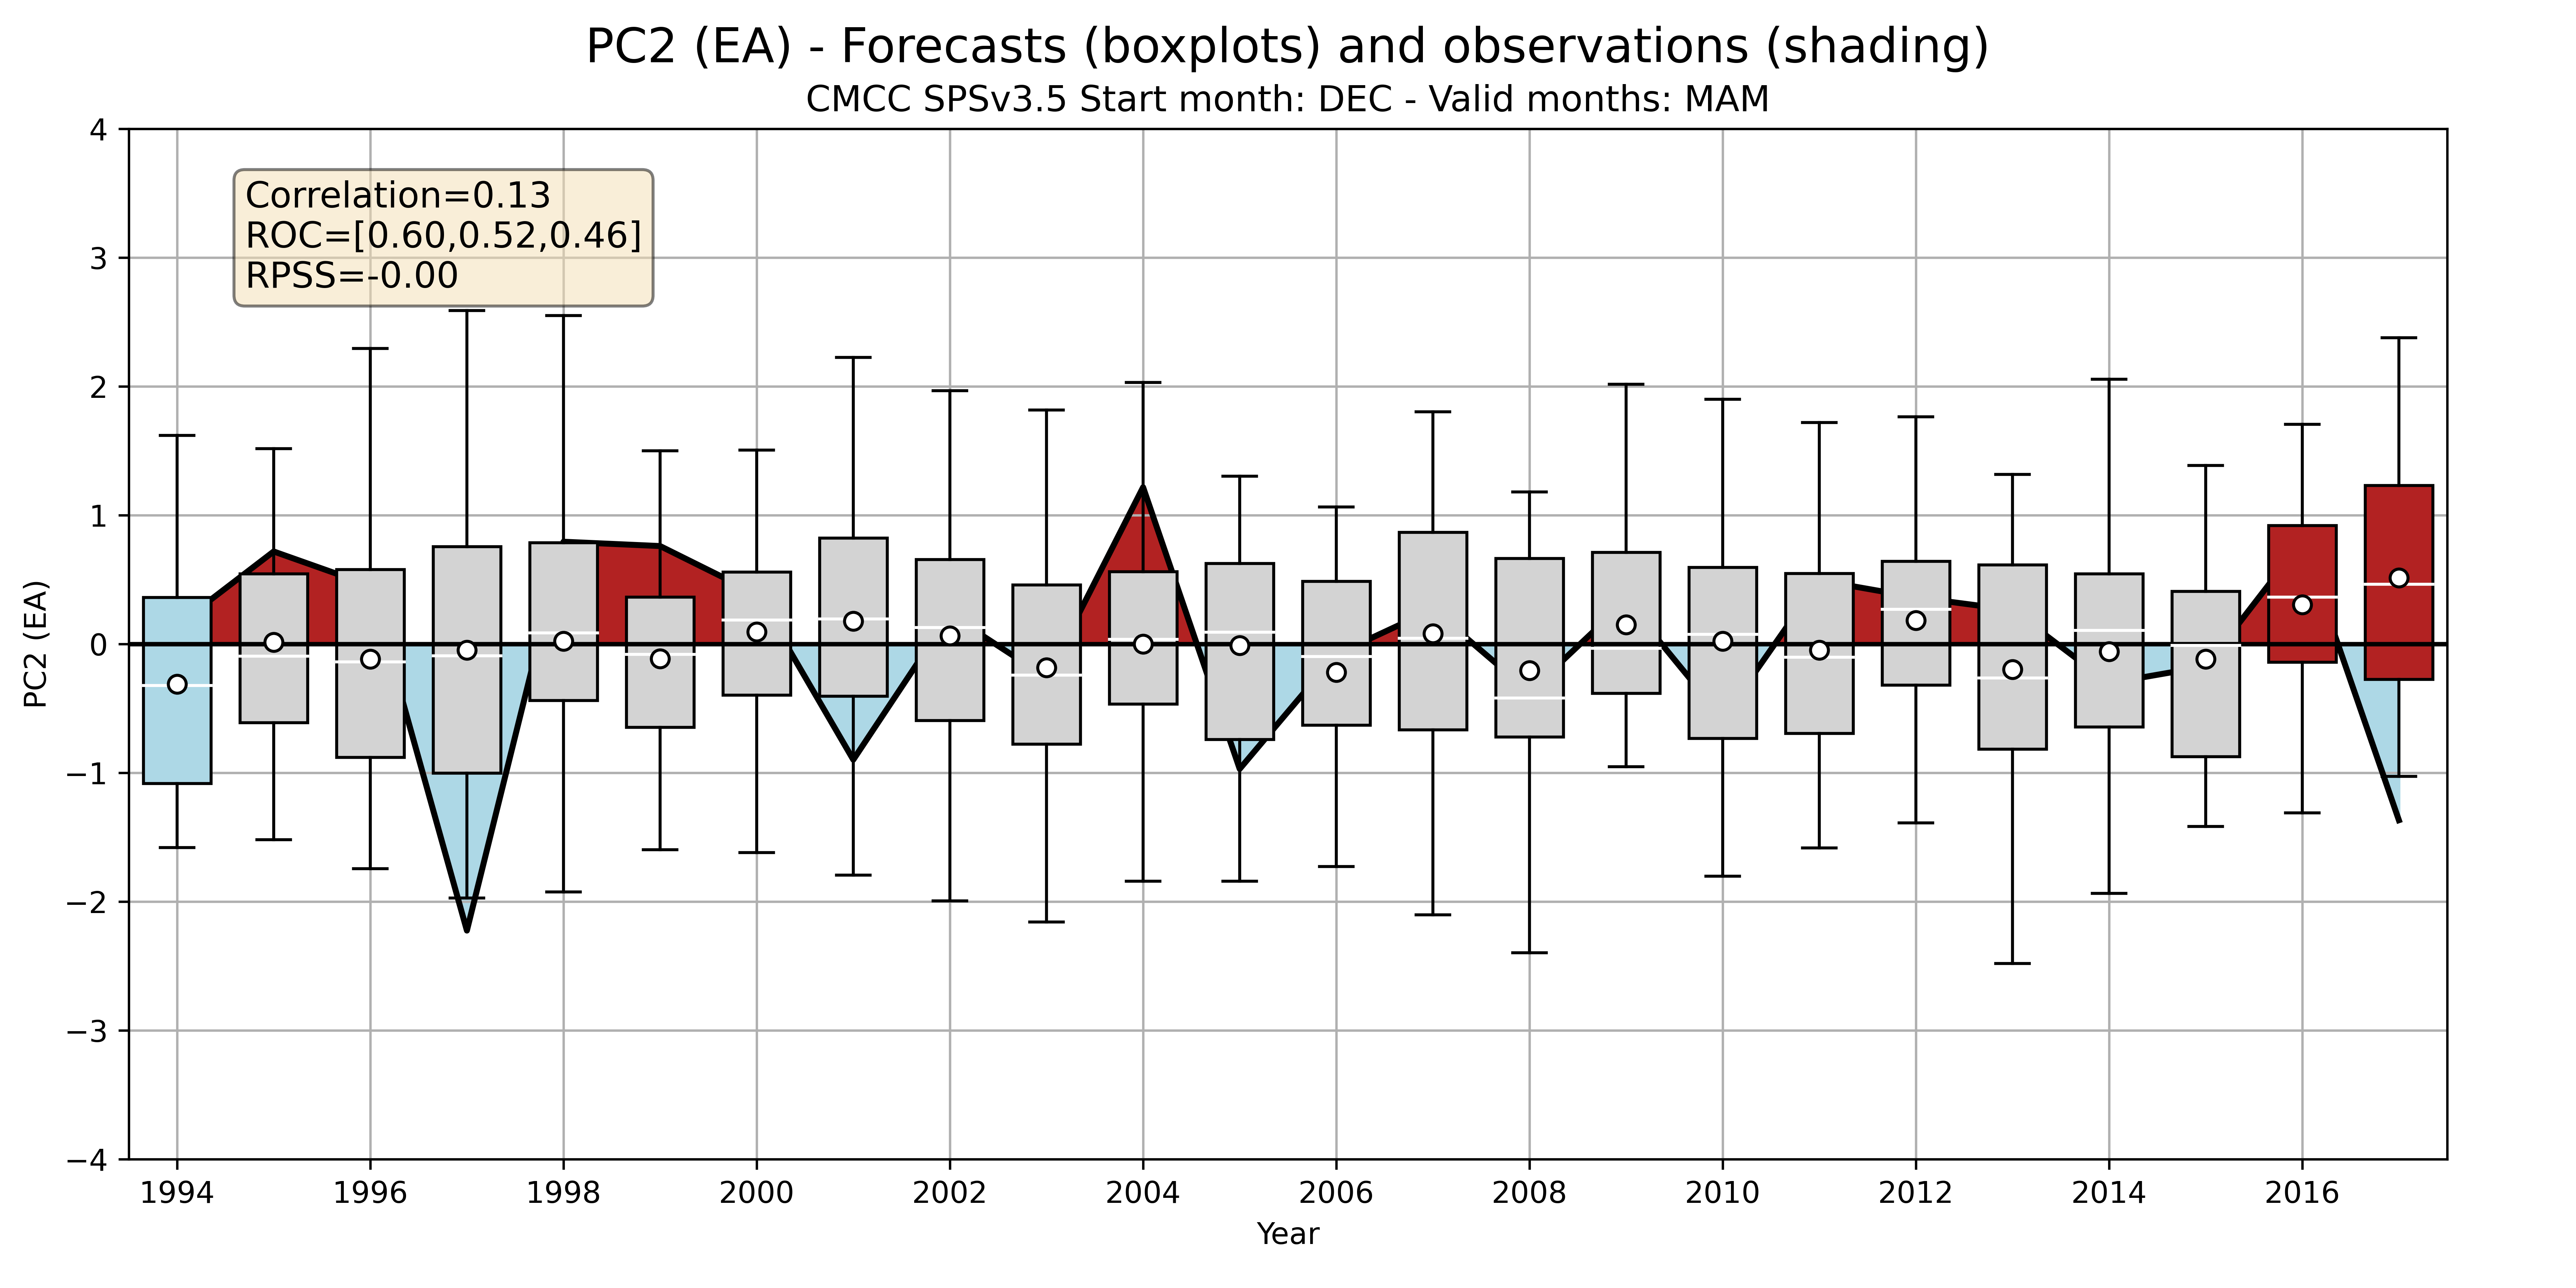 PC2 (EA) - Forecasts (boxplots) and observations (shading)
CMCC SPSv3.5 Start month: DEC - Valid months: MAM
Correlation=0.13
ROC=[0.60,0.52,0.46]
RPSS=-0.00
PC2 (EA)
4
3
2
1
0
−1
−2
−3
−4
1994 1996 1998 2000 2002 2004 2006 2008 2010 2012 2014 2016
Year